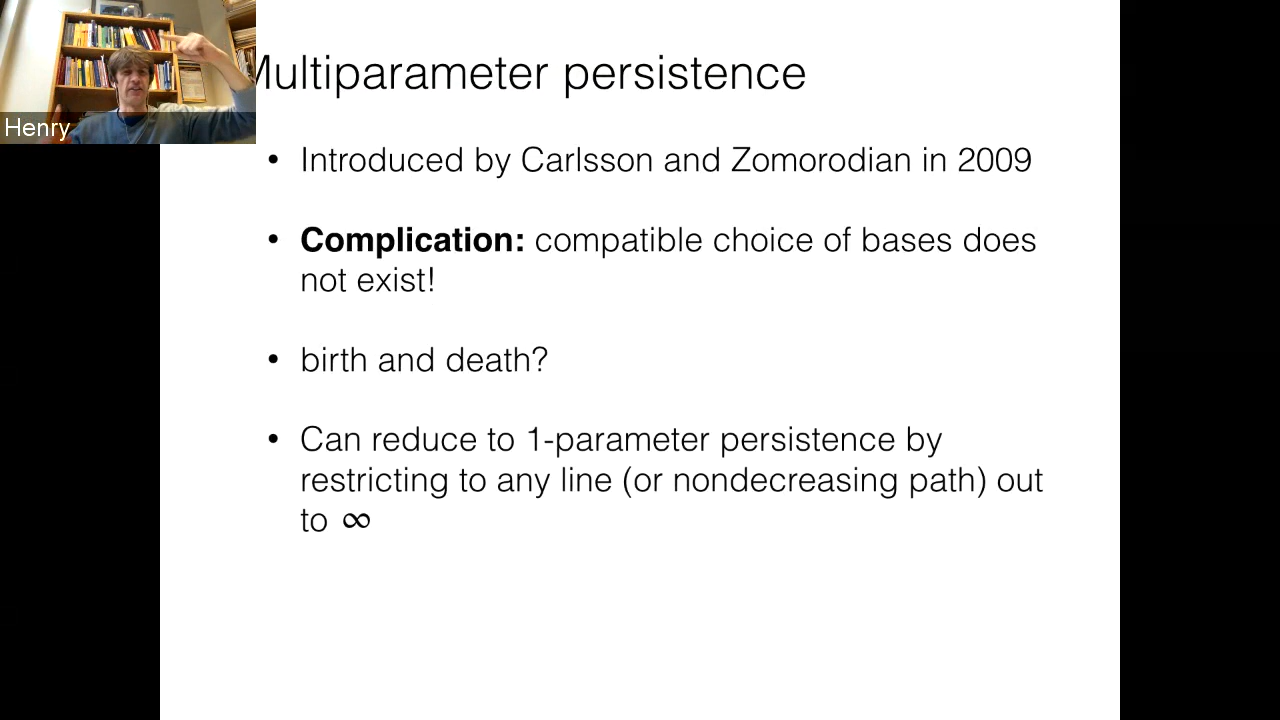 Multiparameter persistence
Henry
• Introduced by Carlsson and Zomorodian in 2009
• Complication: compatible choice of bases does
not exist!
• birth and death?
• Can reduce to 1-parameter persistence by
restricting to any line (or nondecreasing path) out
to ∞